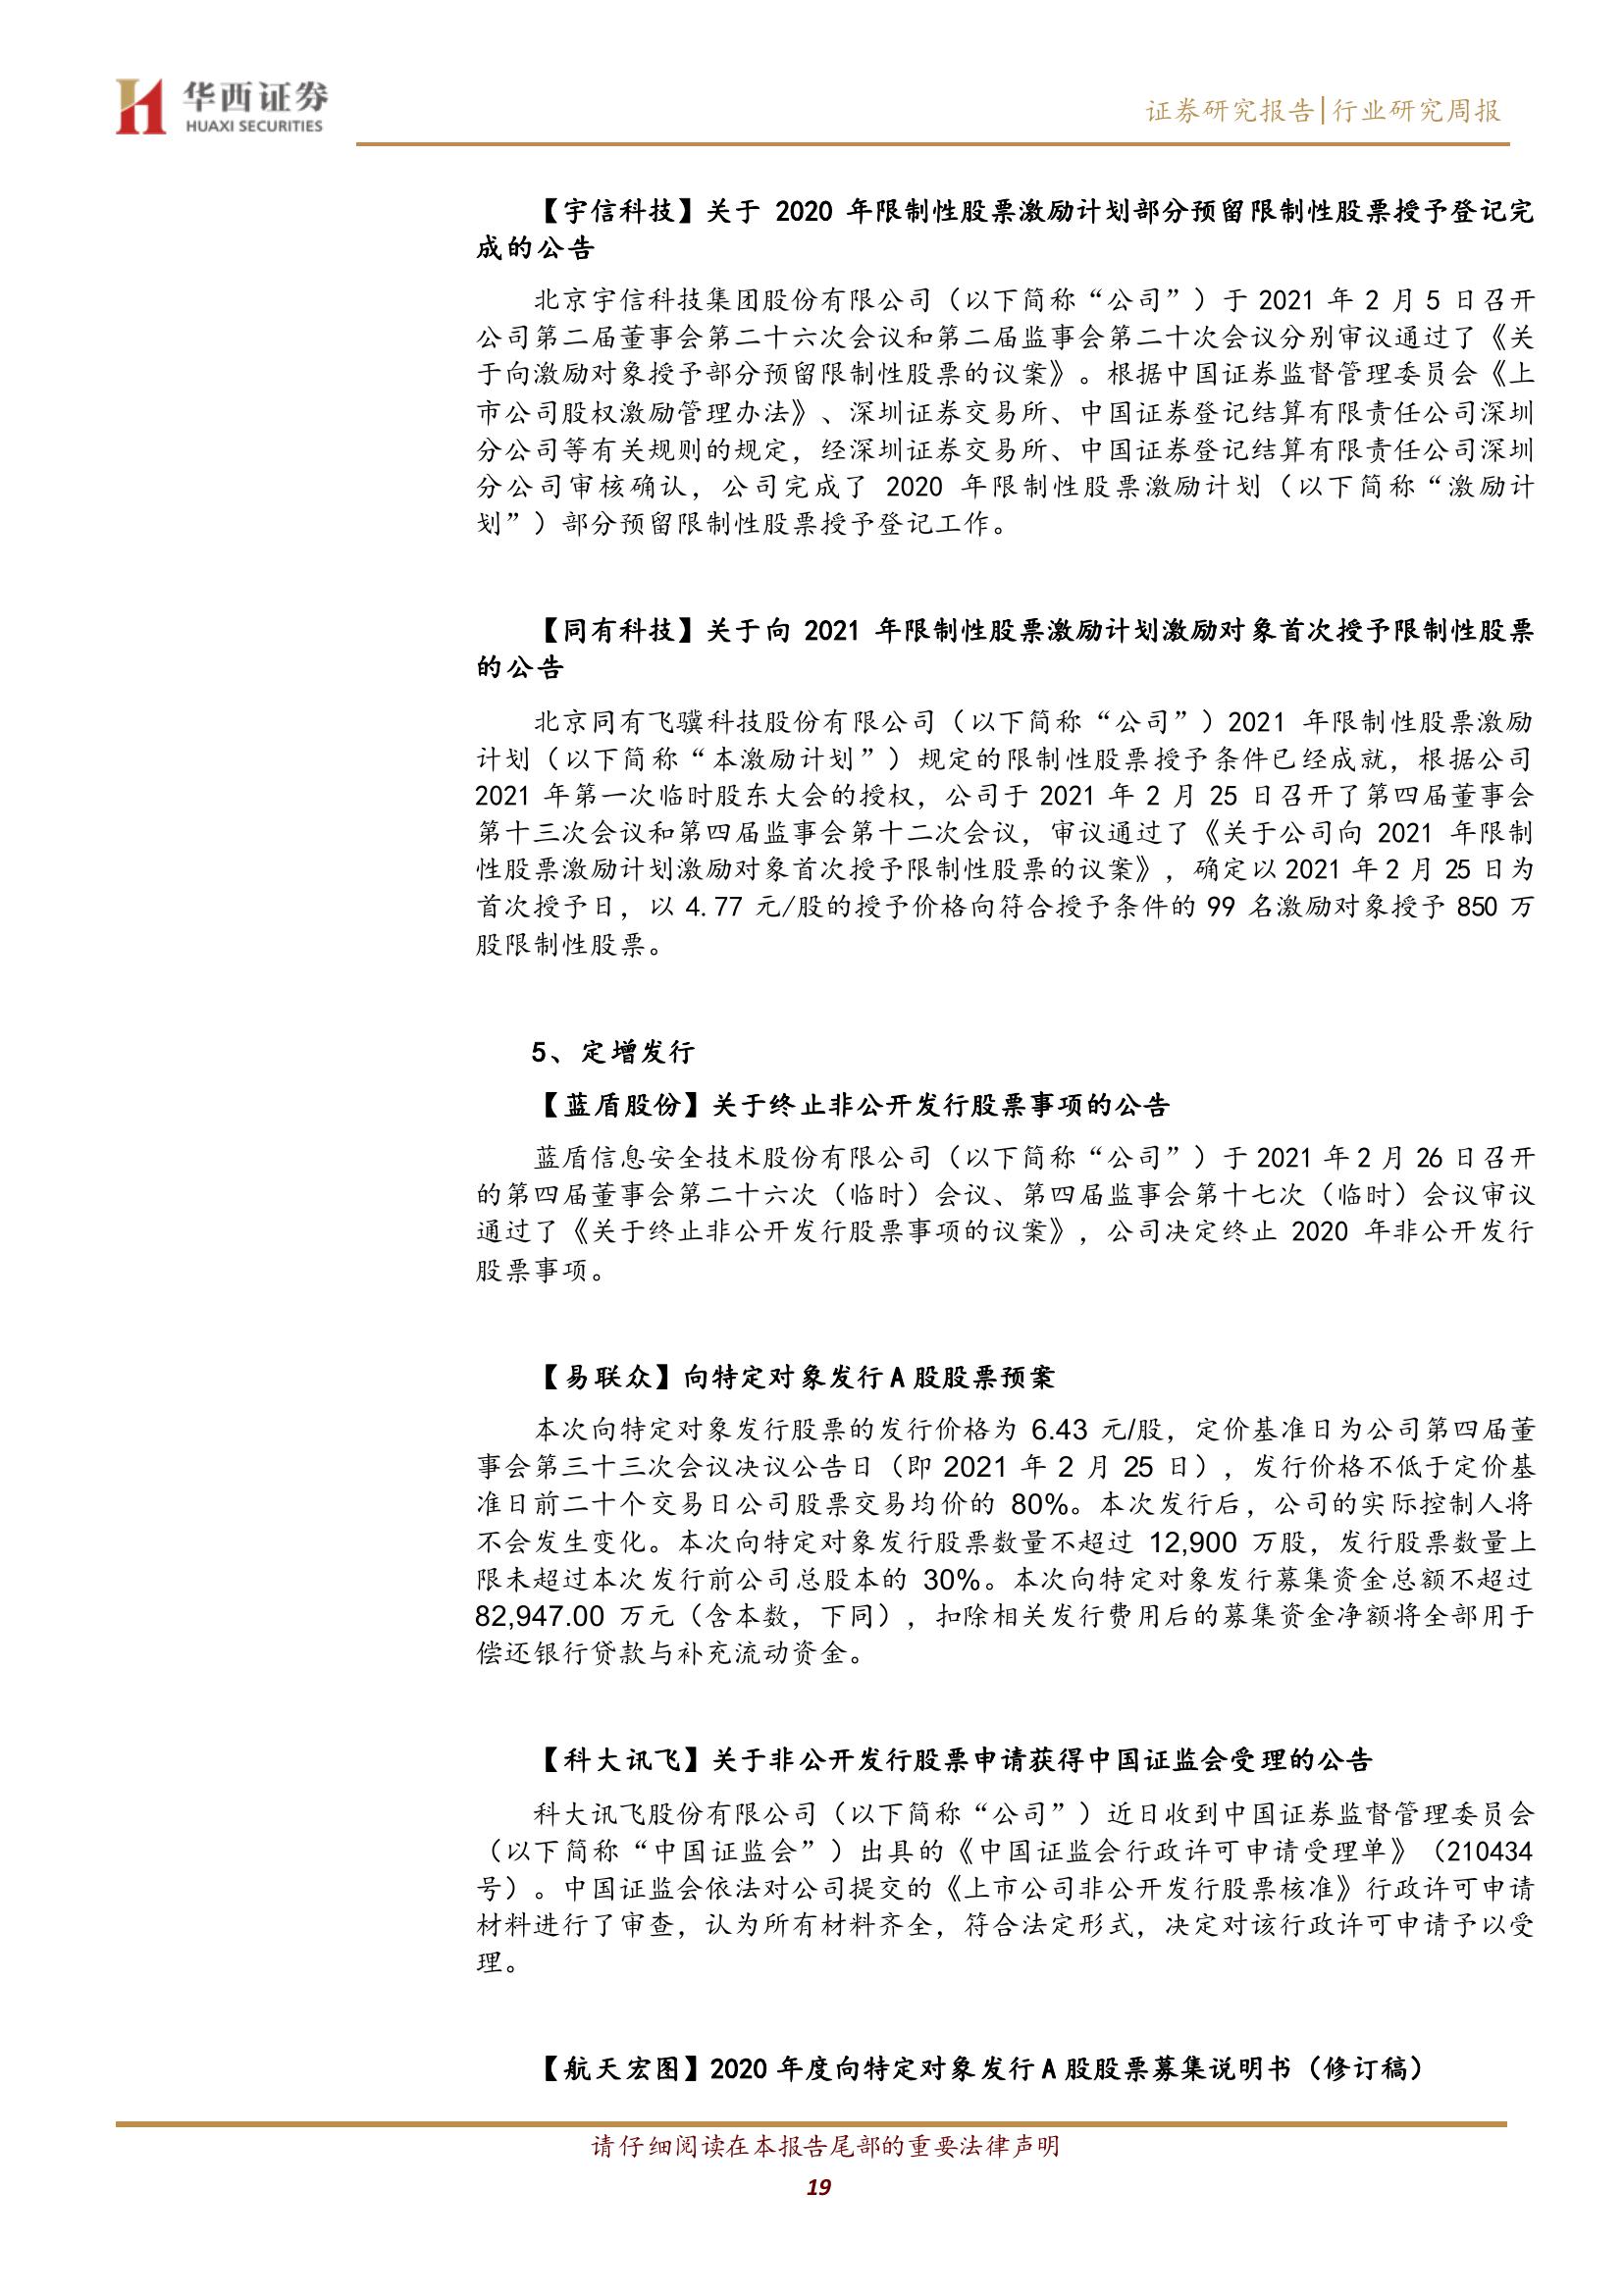 华西证券
HUAXI SECURITIES
证券研究报告|行业研究周报
【宇信科技】关于 2020 年限制性股票激励计划部分预留限制性股票授予登记完
成的公告
北京宇信科技集团股份有限公司（以下简称“公司”）于 2021 年 2 月 5 日召开
公司第二届董事会第二十六次会议和第二届监事会第二十次会议分别审议通过了《关
于向激励对象授予部分预留限制性股票的议案》。根据中国证券监督管理委员会《上
市公司股权激励管理办法》、深圳证券交易所、中国证券登记结算有限责任公司深圳
分公司等有关规则的规定，经深圳证券交易所、中国证券登记结算有限责任公司深圳
分公司审核确认，公司完成了 2020 年限制性股票激励计划（以下简称“激励计
划”）部分预留限制性股票授予登记工作。
【同有科技】关于向 2021 年限制性股票激励计划激励对象首次授予限制性股票
的公告
北京同有飞骥科技股份有限公司（以下简称“公司”）2021 年限制性股票激励
计划（以下简称“本激励计划”）规定的限制性股票授予条件已经成就，根据公司
2021 年第一次临时股东大会的授权，公司于 2021 年 2 月 25 日召开了第四届董事会
第十三次会议和第四届监事会第十二次会议，审议通过了《关于公司向 2021 年限制
性股票激励计划激励对象首次授予限制性股票的议案》，确定以 2021 年 2 月 25 日为
首次授予日，以 4.77 元/股的授予价格向符合授予条件的 99 名激励对象授予 850 万
股限制性股票。
5、定增发行
【蓝盾股份】关于终止非公开发行股票事项的公告
蓝盾信息安全技术股份有限公司（以下简称“公司”）于 2021 年 2 月 26 日召开
的第四届董事会第二十六次（临时）会议、第四届监事会第十七次（临时）会议审议
通过了《关于终止非公开发行股票事项的议案》，公司决定终止 2020 年非公开发行
股票事项。
【易联众】向特定对象发行 A 股股票预案
本次向特定对象发行股票的发行价格为 6.43 元/股，定价基准日为公司第四届董
事会第三十三次会议决议公告日（即 2021 年 2 月 25 日），发行价格不低于定价基
准日前二十个交易日公司股票交易均价的 80%。本次发行后，公司的实际控制人将
不会发生变化。本次向特定对象发行股票数量不超过 12,900 万股，发行股票数量上
限未超过本次发行前公司总股本的 30%。本次向特定对象发行募集资金总额不超过
82,947.00 万元（含本数，下同），扣除相关发行费用后的募集资金净额将全部用于
偿还银行贷款与补充流动资金。
【科大讯飞】关于非公开发行股票申请获得中国证监会受理的公告
科大讯飞股份有限公司（以下简称“公司”）近日收到中国证券监督管理委员会
（以下简称“中国证监会”）出具的《中国证监会行政许可申请受理单》（210434
号）。中国证监会依法对公司提交的《上市公司非公开发行股票核准》行政许可申请
材料进行了审查，认为所有材料齐全，符合法定形式，决定对该行政许可申请予以受
理。
【航天宏图】2020 年度向特定对象发行 A 股股票募集说明书（修订稿）
请仔细阅读在本报告尾部的重要法律声明
19